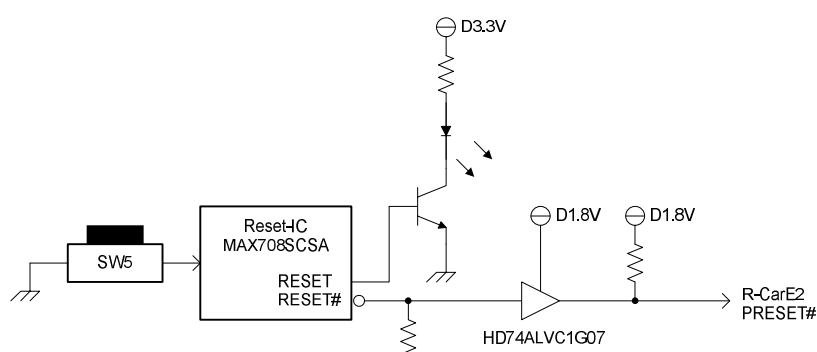 D3.3V
D1.8V
D1.8V
Reset-IC
MAX708SCSA
SW5
RESET
RESET#
R-CarE2
PRESET#
HD74ALVC1G07